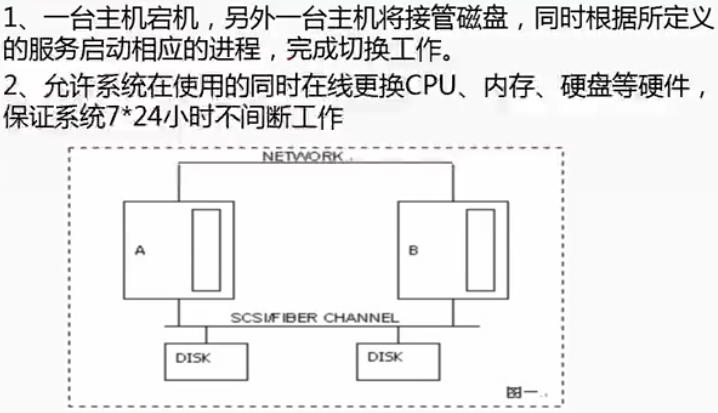 1、一台主机宕机，另外一台主机将接管磁盘，同时根据所定义
的服务启动相应的进程，完成切换工作。
2、允许系统在使用的同时在线更换CPU、内存、硬盘等硬件，
保证系统7*24小时不间断工作
NETWORK
A
B
SCSI/FIBER CHANNEL
DISK
DISK
图一